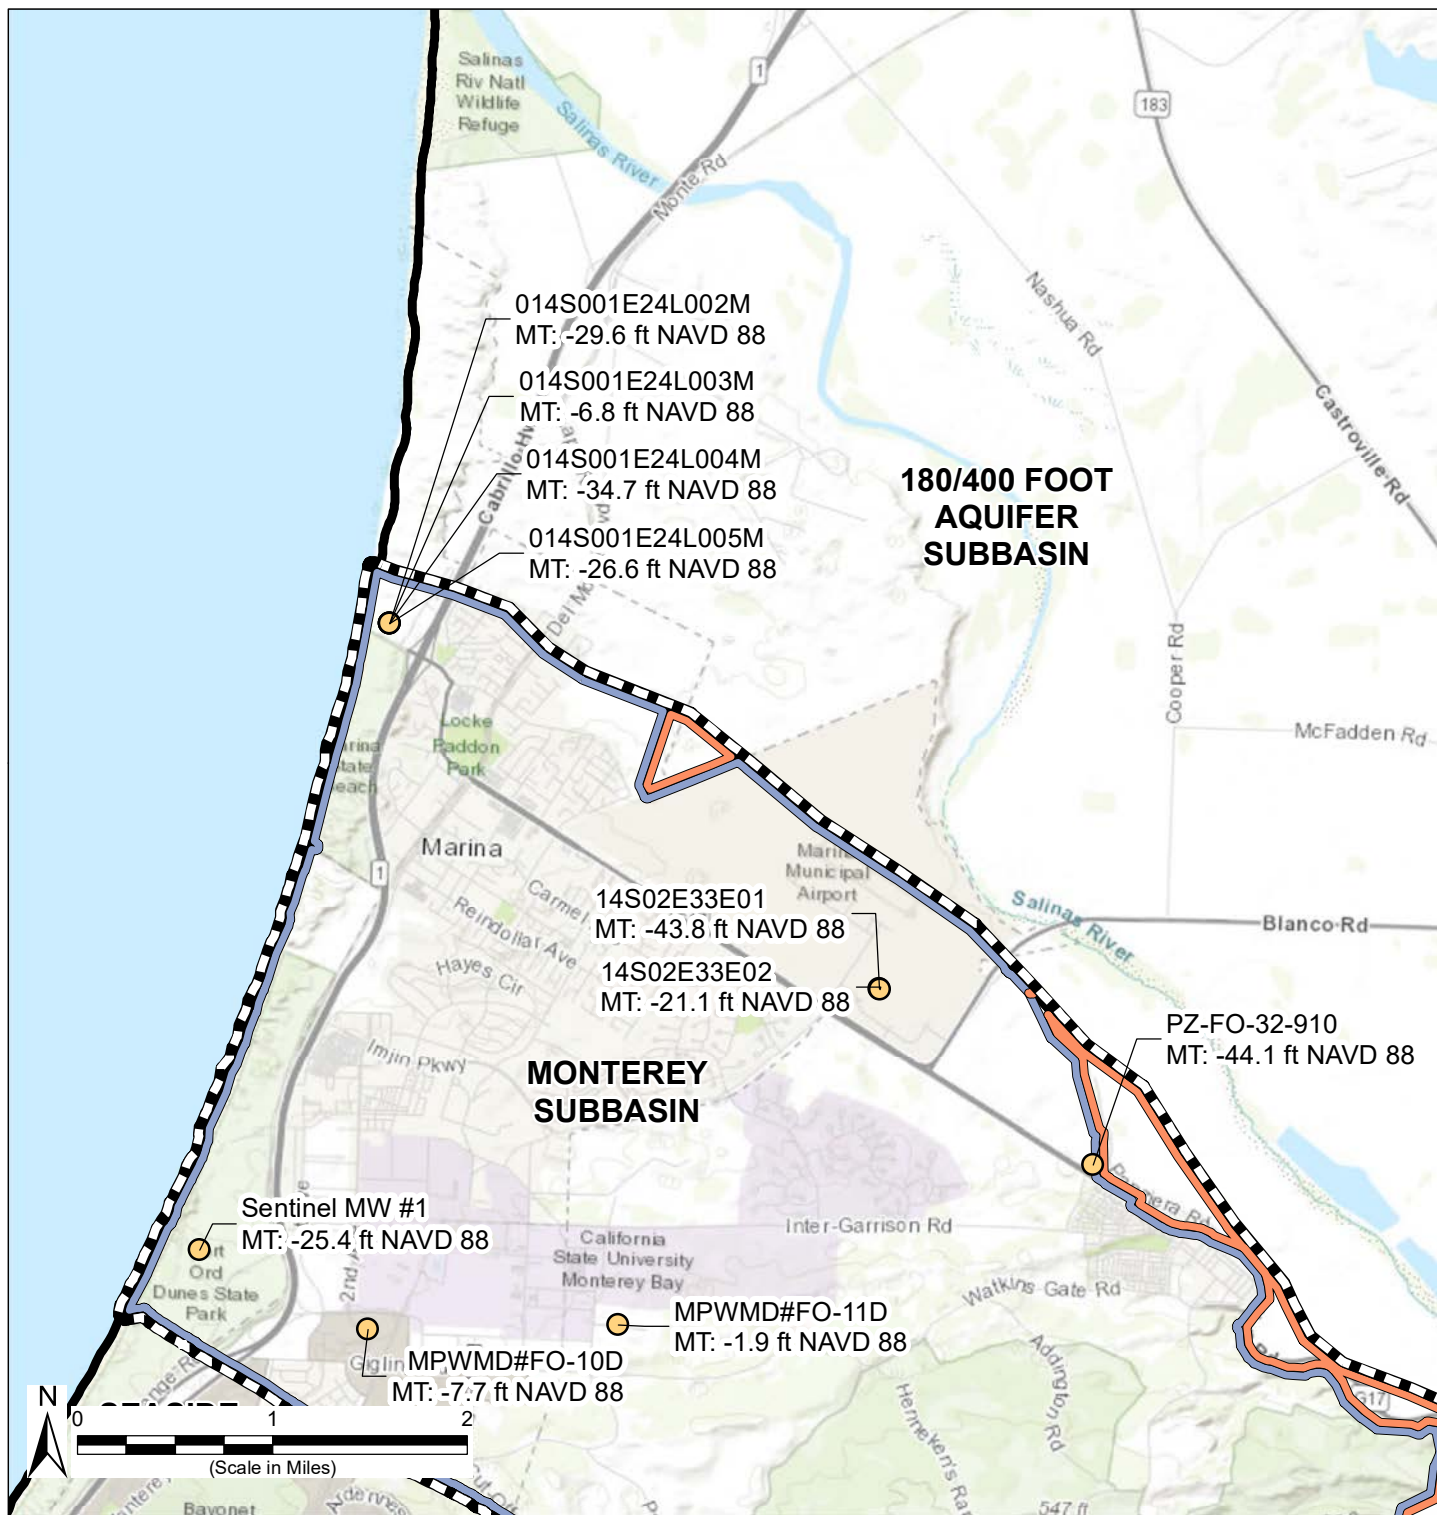 Salinas
Riv Natl
Wildlife
Refuge
1
183
Salinas River
Monte Rd
Nashua Rd
014S001E24L002M
MT: -29.6 ft NAVD 88
014S001E24L003M
MT: -6.8 ft NAVD 88
014S001E24L004M
MT: -34.7 ft NAVD 88
014S001E24L005M
MT: -26.6 ft NAVD 88
Castroville Rd
180/400 FOOT
AQUIFER
SUBBASIN
Cooper Rd
McFadden Rd
Locke
Paddon
Park
Marina
1
Marina
Municipal
Airport
Carmel
Reindollar Ave
Hayes Cir
14S02E33E01
MT: -43.8 ft NAVD 88
14S02E33E02
MT: -21.1 ft NAVD 88
Salinas River
Blanco Rd
PZ-FO-32-910
MT: -44.1 ft NAVD 88
Imjin Pkwy
MONTEREY
SUBBASIN
Sentinel MW #1
MT: -25.4 ft NAVD 88
Ord
Dunes State
Park
California
State University
Monterey Bay
Inter-Garrison Rd
Watkins Gate Rd
MPWMD#FO-11D
MT: -1.9 ft NAVD 88
MPWMD#FO-10D
MT: -7.7 ft NAVD 88
Addington Rd
G17
N
0 1 2
(Scale in Miles)
Bayonet
547 ft